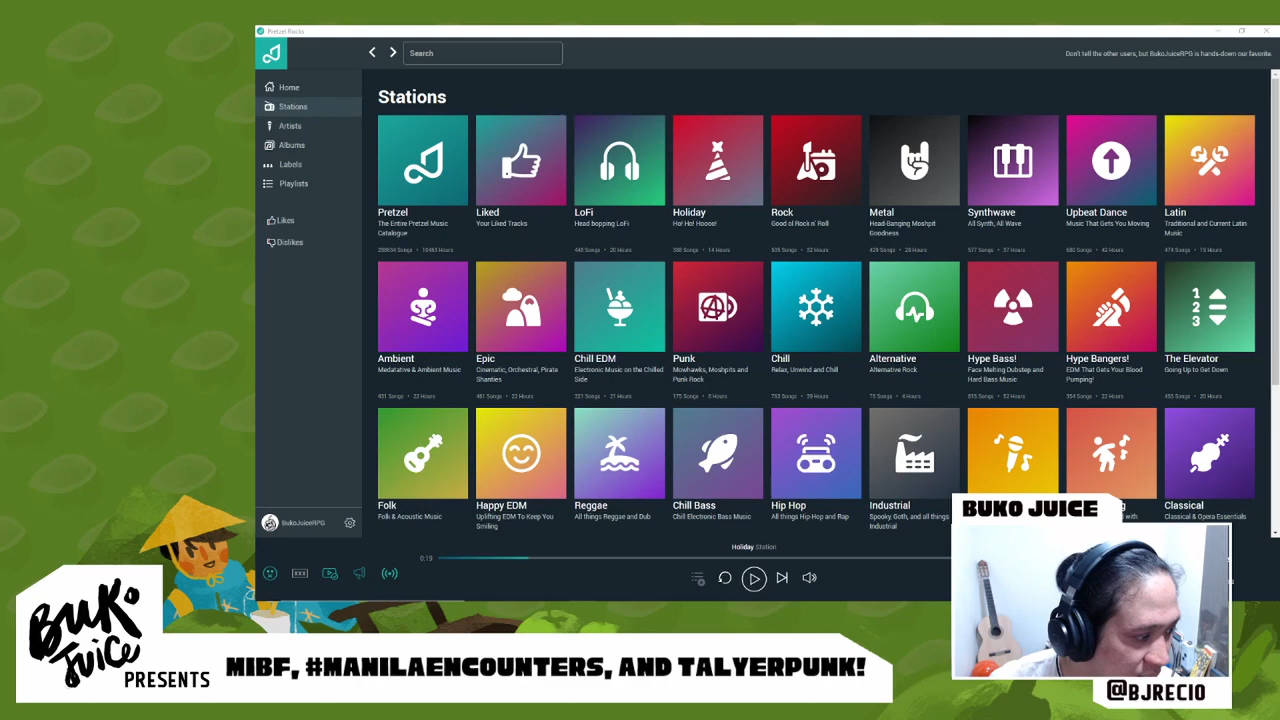 Pretzel Rocks
Search
Don't tell the other users, but BukoJuiceRPG is hands-down our favorite.
Home
Stations
Artists
Albums
Labels
Playlists
Likes
Dislikes
BukoJuiceRPG
Stations
Pretzel
The Entire Pretzel Music
Catalogue
Liked
Your Liked Tracks
LoFi
Head bopping LoFi
Holiday
Ho! Ho! Hooo!
Rock
Good ol Rock n' Roll
Metal
Head-Banging Moshpit
Goodness
Synthwave
All Synth, All Wave
Upbeat Dance
Music That Gets You Moving
Latin
Traditional and Current Latin
Music
Ambient
Medatative & Ambient Music
Epic
Cinematic, Orchestral, Pirate
Shanties
Chill EDM
Electronic Music on the Chilled
Side
Punk
Mowhawks, Moshpits and
Punk Rock
Chill
Relax, Unwind and Chill
Alternative
Alternative Rock
Hype Bass!
Face Melting Dubstep and
Hard Bass Music
Hype Bangers!
EDM That Gets Your Blood
Pumping!
1
2
3
The Elevator
Going Up to Get Down
Folk
Folk & Acoustic Music
Happy EDM
Uplifting EDM To Keep You
Smiling
Reggae
All things Reggae and Dub
Chill Bass
Chill Electronic Bass Music
Hip Hop
All things Hip-Hop and Rap
Industrial
Spooky, Goth, and all things
Industrial
Classical
Classical & Opera Essentials
Holiday Station
0:19
BUKO JUICE
@BJRECIO
BUKO
JUICE
PRESENTS
MIBF, #MANILAENCOUNTERS, AND TALYERPUNK!